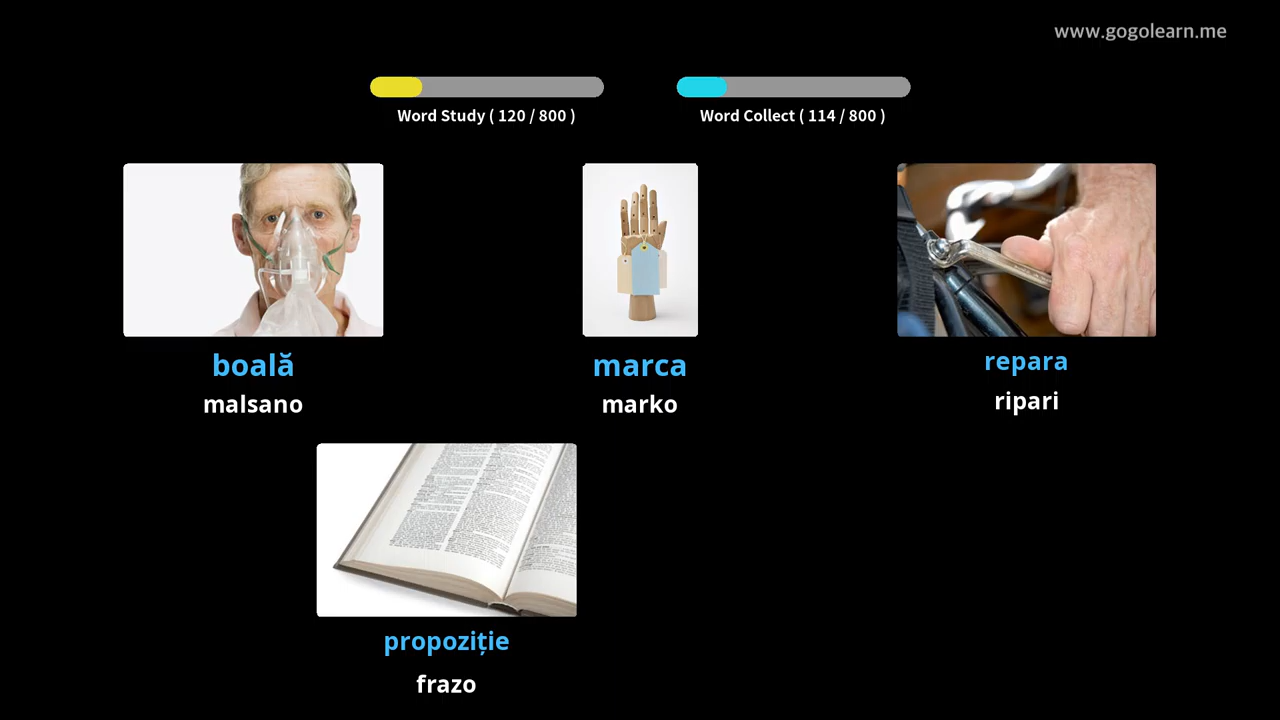 www.gogolearn.me
Word Study ( 120 / 800 )
Word Collect ( 114 / 800 )
boală
malsano
marca
marko
repara
ripari
propoziție
frazo